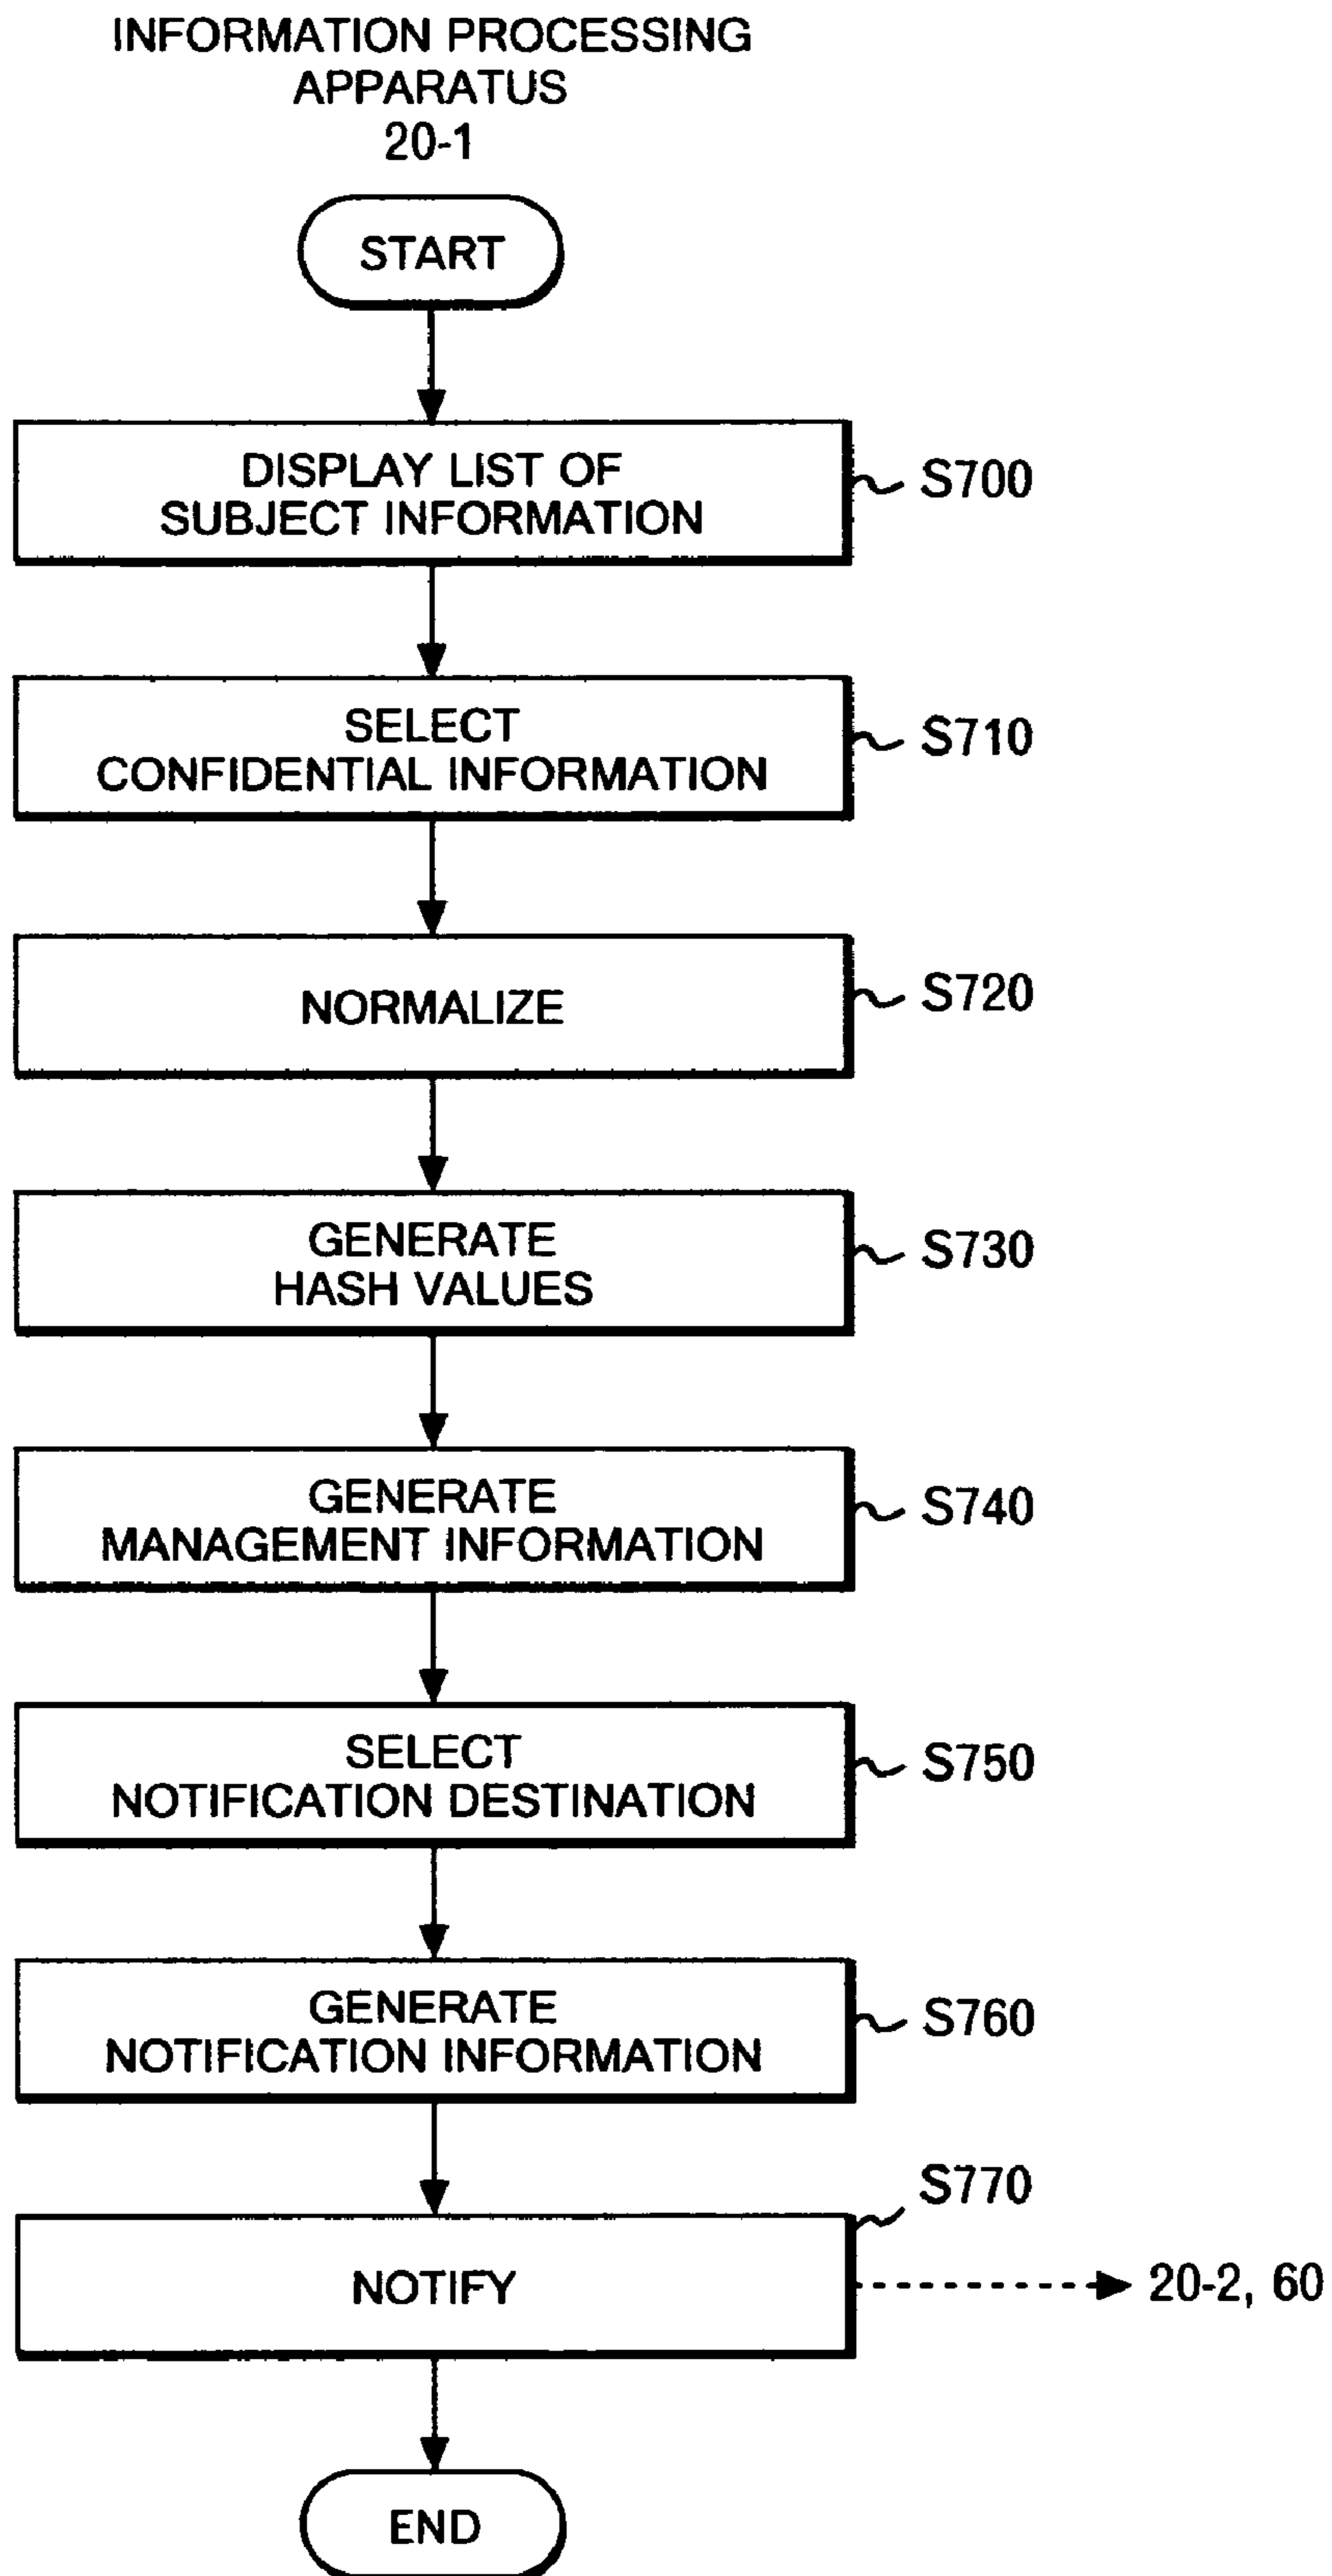 INFORMATION PROCESSING
APPARATUS
20-1
START
DISPLAY LIST OF
SUBJECT INFORMATION
S700
SELECT
CONFIDENTIAL INFORMATION
S710
NORMALIZE
S720
GENERATE
HASH VALUES
S730
GENERATE
MANAGEMENT INFORMATION
S740
SELECT
NOTIFICATION DESTINATION
S750
GENERATE
NOTIFICATION INFORMATION
S760
S770
NOTIFY
20-2, 60
END